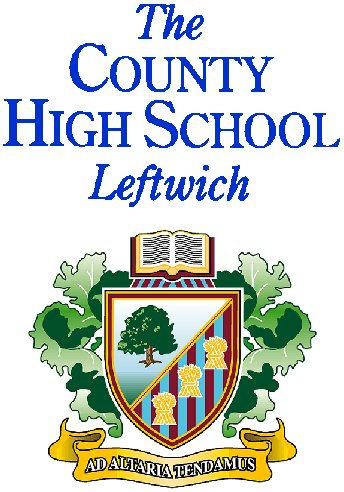 The
COUNTY
HIGH SCHOOL
Leftwich
AD ALTARIA TENDAMUS